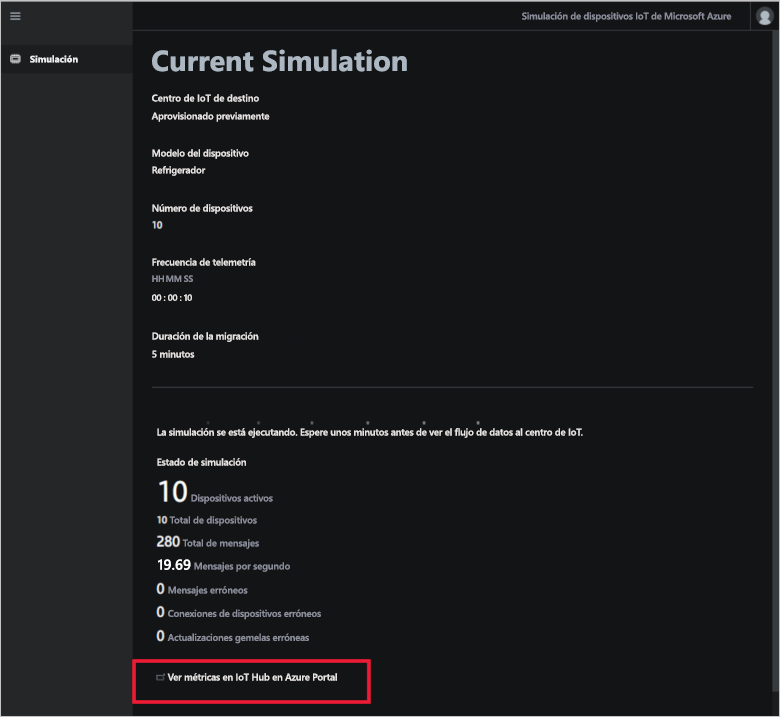 Simulación de dispositivos IoT de Microsoft Azure
Simulación
Current Simulation
Centro de IoT de destino
Aprovisionado previamente
Modelo del dispositivo
Refrigerador
Número de dispositivos
10
Frecuencia de telemetría
HH MM SS
00 : 00 : 10
Duración de la migración
5 minutos
La simulación se está ejecutando. Espere unos minutos antes de ver el flujo de datos al centro de IoT.
Estado de simulación
10 Dispositivos activos
10 Total de dispositivos
280 Total de mensajes
19.69 Mensajes por segundo
0 Mensajes erróneos
0 Conexiones de dispositivos erróneos
0 Actualizaciones gemelas erróneas
Ver métricas en IoT Hub en Azure Portal